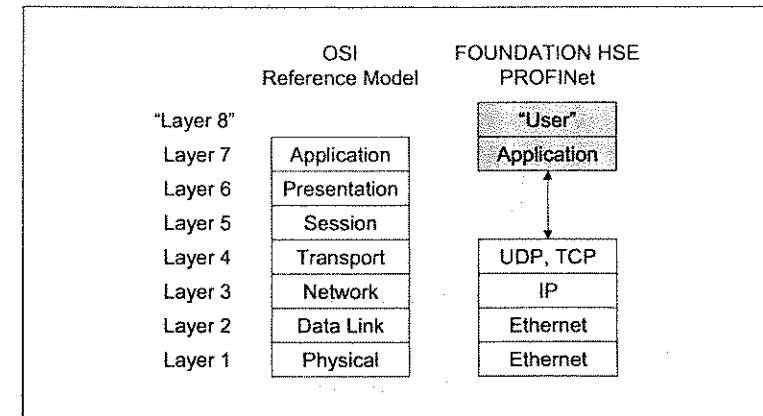 OSI FOUNDATION HSE
Reference Model PROFINet
"Layer 8" "User"
Layer 7 Application Application
Layer 6 Presentation
Layer 5 Session
Layer 4 Transport UDP, TCP
Layer 3 Network IP
Layer 2 Data Link Ethernet
Layer 1 Physical Ethernet